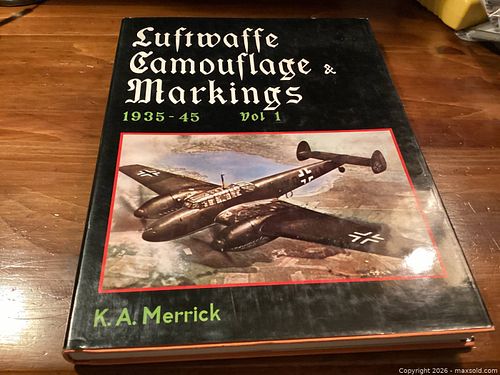 Luftwaffe
Camouflage &
Markings
1935-45 Vol 1
K.A. Merrick
Copyright 2026 - maxsold.com